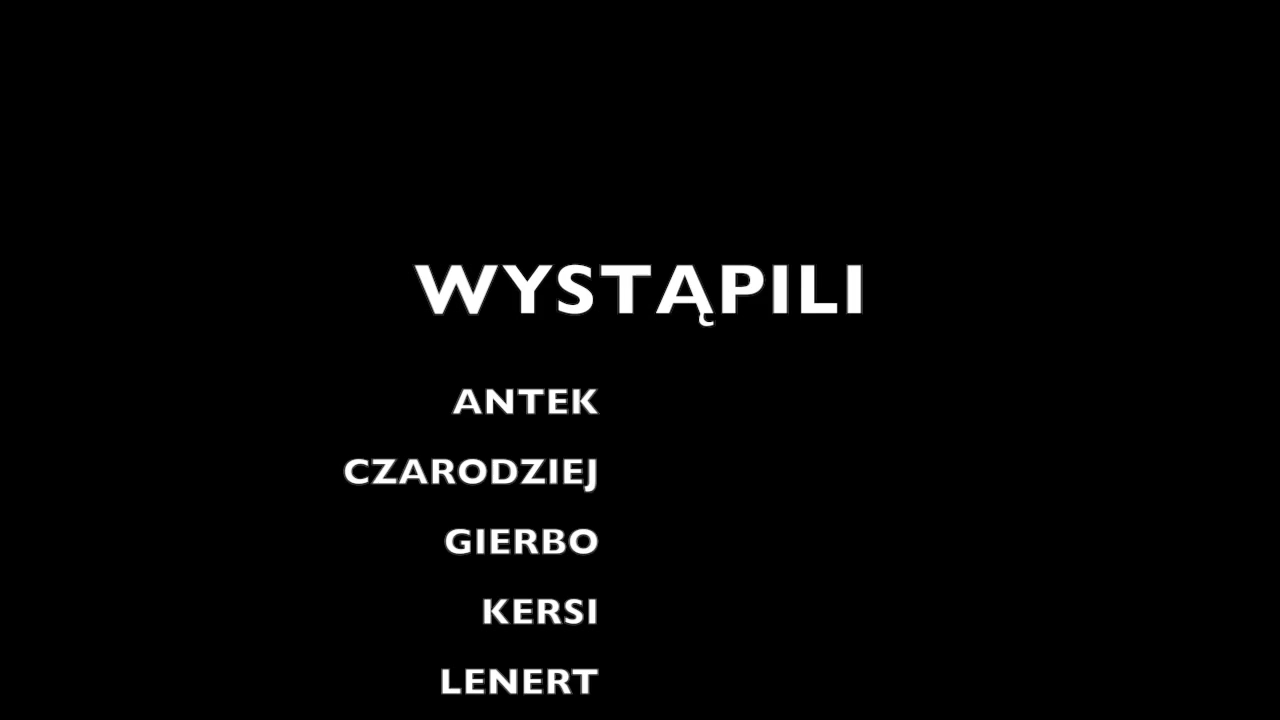 WYSTĄPILI
ANTEK
CZARODZIEJ
GIERBO
KERSI
LENERT